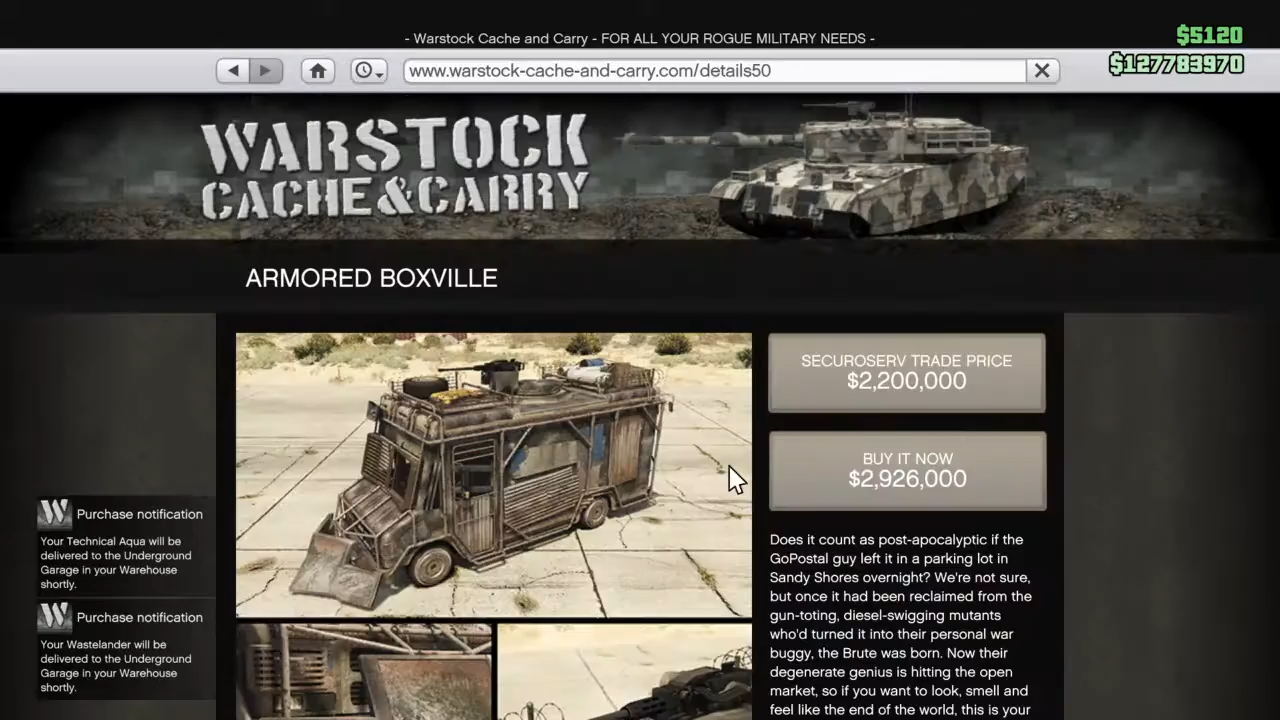 - Warstock Cache and Carry - FOR ALL YOUR ROGUE MILITARY NEEDS -
$5120
$127783970
www.warstock-cache-and-carry.com/details50
WARSTOCK
CACHE&CARRY
ARMORED BOXVILLE
SECUROSERV TRADE PRICE
$2,200,000
BUY IT NOW
$2,926,000
Does it count as post-apocalyptic if the
GoPostal guy left it in a parking lot in
Sandy Shores overnight? We're not sure,
but once it had been reclaimed from the
gun-toting, diesel-swigging mutants
who'd turned it into their personal war
buggy, the Brute was born. Now their
degenerate genius is hitting the open
market, so if you want to look, smell and
feel like the end of the world, this is your
W Purchase notification
Your Technical Aqua will be
delivered to the Underground
Garage in your Warehouse
shortly.
W Purchase notification
Your Wastelander will be
delivered to the Underground
Garage in your Warehouse
shortly.